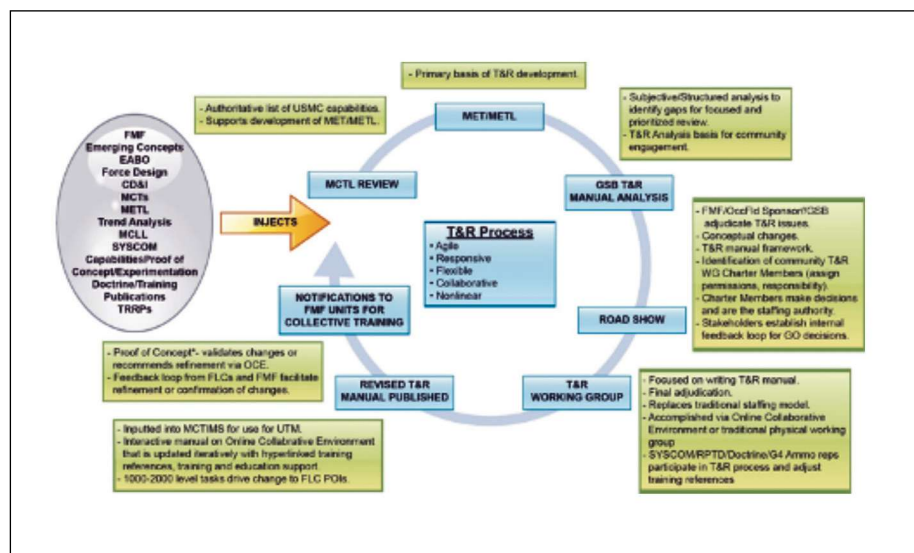 - Primary basis of T&R development.
- Authoritative list of USMC capabilities.
- Supports development of MET/METL.
MET/METL
- Subjective/Structured analysis to
identify gaps for focused and
prioritized review.
- T&R Analysis basis for community
engagement.
FMF
Emerging Concepts
EABO
Force Design
CD&I
MCTs
METL
Trend Analysis
MCLL
SYSCOM
Capabilities/Proof of
Concept/Experimentation
Doctrine/Training
Publications
TRRPs
INJECTS
MCTL REVIEW
GSB T&R
MANUAL ANALYSIS
T&R Process
• Agile
• Responsive
• Flexible
• Collaborative
• Nonlinear
- FMF/OccFld Sponsor/GSB
adjudicate T&R issues.
- Conceptual changes.
- T&R manual framework.
- Identification of community T&R
WG Charter Members (assign
permissions, responsibility).
- Charter Members make decisions
and are the staffing authority.
- Stakeholders establish internal
feedback loop for GO decisions.
NOTIFICATIONS TO
FMF UNITS FOR
COLLECTIVE TRAINING
ROAD SHOW
- Proof of Concept*- validates changes or
recommends refinement via OCE.
- Feedback loop from FLCs and FMF facilitate
refinement or confirmation of changes.
REVISED T&R
MANUAL PUBLISHED
T&R
WORKING GROUP
- Focused on writing T&R manual.
- Final adjudication.
- Replaces traditional staffing model.
- Accomplished via Online Collaborative
Environment or traditional physical working
group
- SYSCOM/RPTD/Doctrine/G4 Ammo reps
participate in T&R process and adjust
training references
- Inputted into MCTIMS for use for UTM.
- Interactive manual on Online Collabrative Environment
that is updated iteratively with hyperlinked training
references, training and education support.
- 1000-2000 level tasks drive change to FLC POIs.